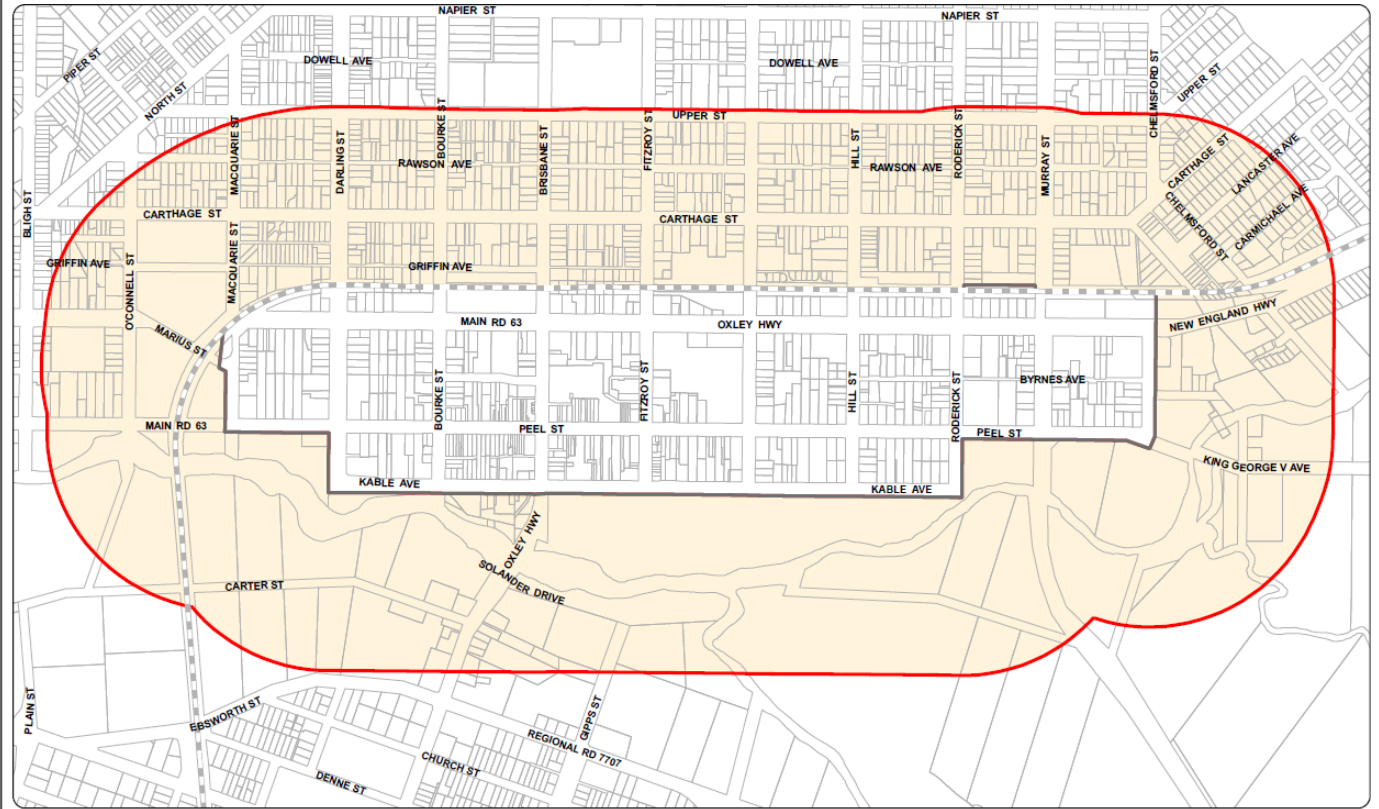 NAPIER ST
NAPIER ST
PIPER ST
DOWELL AVE
DOWELL AVE
CHELMSFORD ST
UPPER ST
NORTH ST
BOURKE ST
UPPER ST
FITZROY ST
RODERICK ST
MACQUARIE ST
DARLING ST
BRISBANE ST
HILL ST
MURRAY ST
RAWSON AVE
RAWSON AVE
CARTHAGE ST
LANCASTER AVE
BLIGH ST
CARTHAGE ST
CARTHAGE ST
CHELMSFORD ST
CARMICHAEL AVE
MACQUARIE ST
GRIFFIN AVE
GRIFFIN AVE
O'CONNELL ST
MARIUS ST
MAIN RD 63
OXLEY HWY
NEW ENGLAND HWY
BOURKE ST
FITZROY ST
HILL ST
RODERICK ST
BYRNES AVE
MAIN RD 63
PEEL ST
PEEL ST
KING GEORGE V AVE
KABLE AVE
KABLE AVE
OXLEY HWY
SOLANDER DRIVE
CARTER ST
PLAIN ST
EBSWORTH ST
GIPPS ST
REGIONAL RD 7707
CHURCH ST
DENNE ST